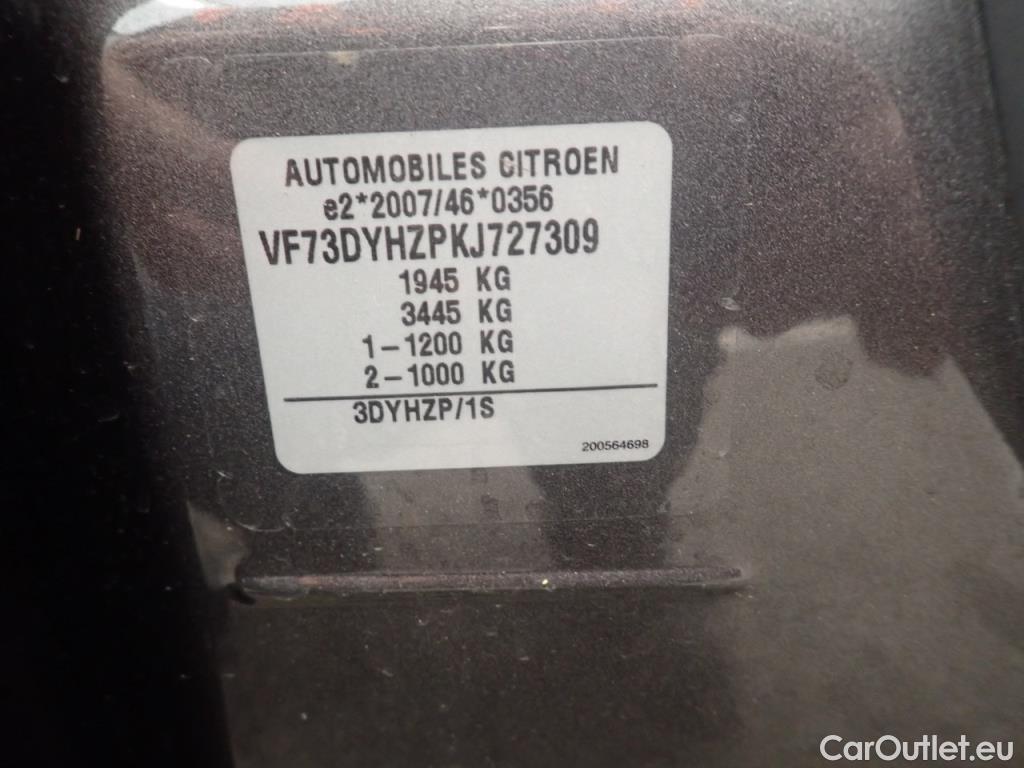 AUTOMOBILES CITROEN
e2*2007/46*0356
VF73DYHZPKJ727309
1945 KG
3445 KG
1-1200 KG
2-1000 KG
3DYHZP/1S
200564698
CarOutlet.eu